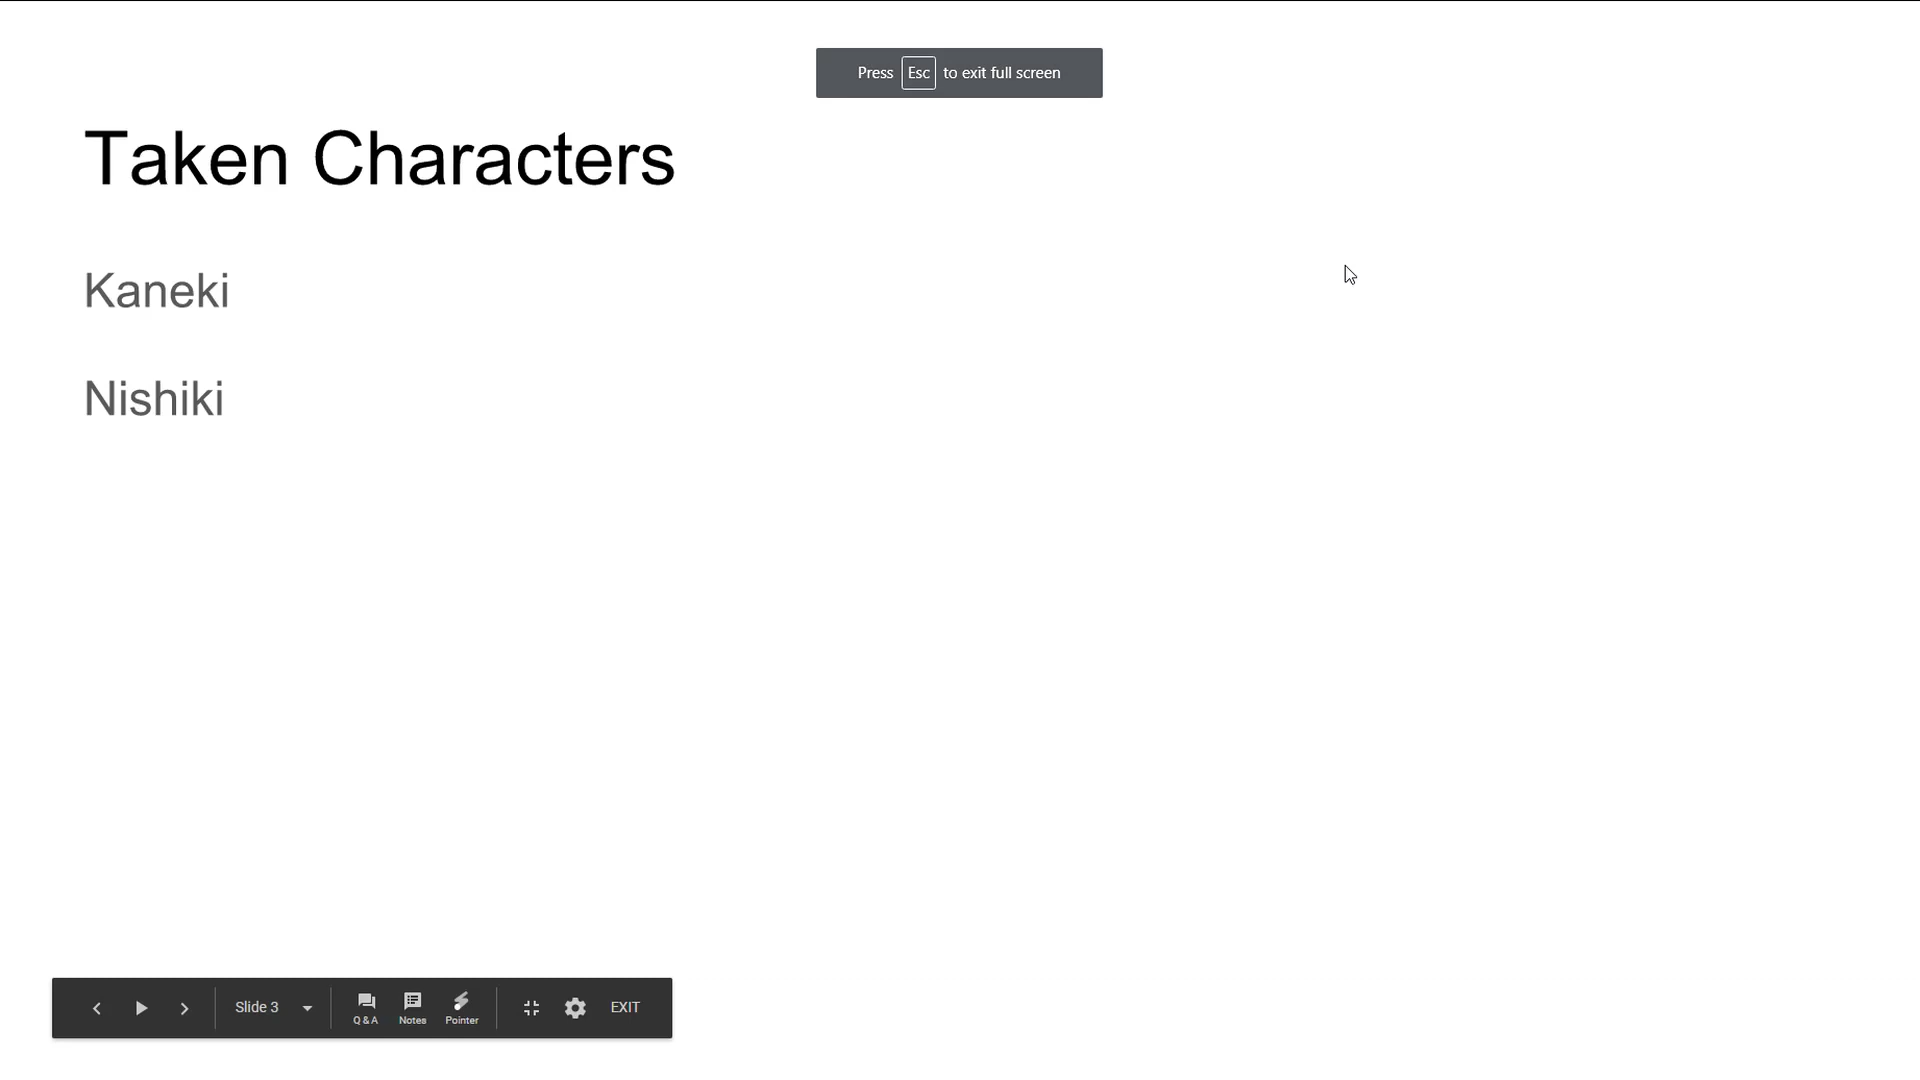 Press Esc to exit full screen
Taken Characters
Kaneki
Nishiki
Slide 3
Q & A
Notes
Pointer
EXIT